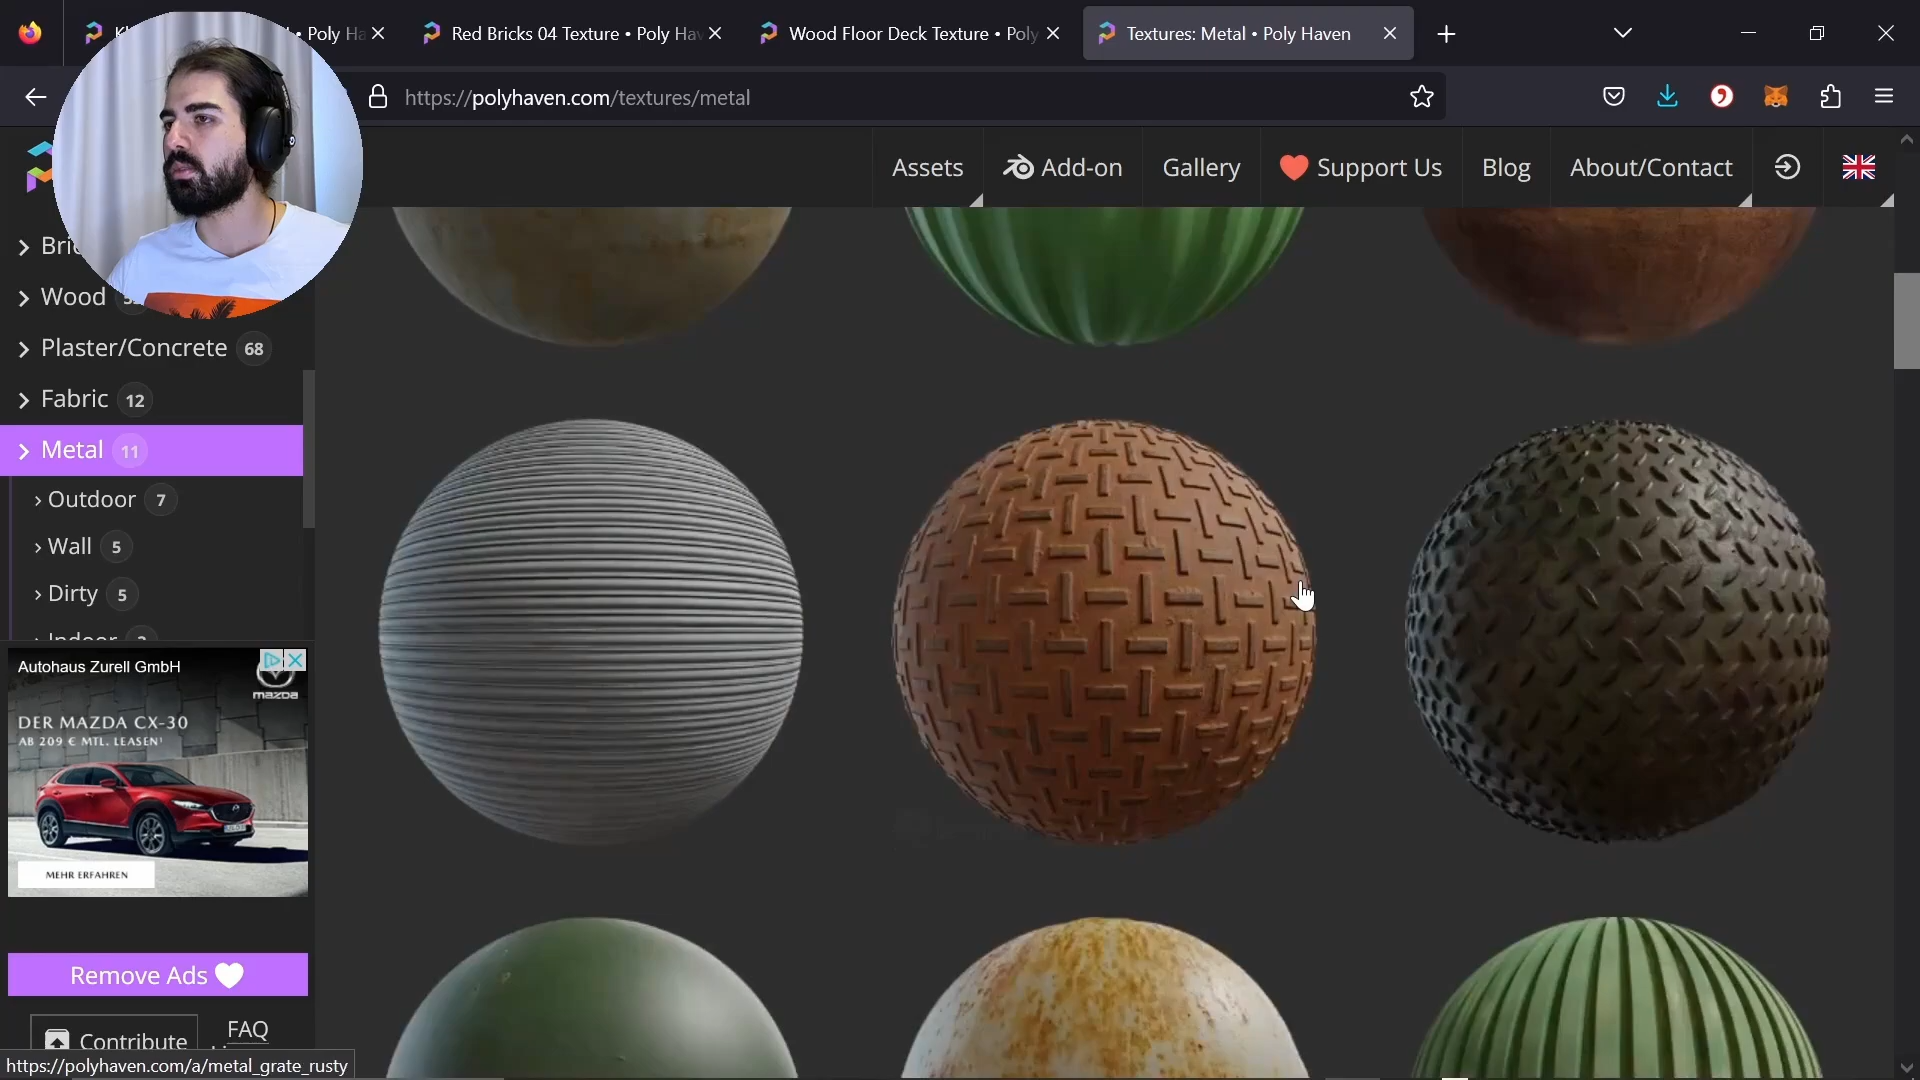 • Poly Ha
Red Bricks 04 Texture • Poly Hav
Wood Floor Deck Texture • Poly
Textures: Metal • Poly Haven
https://polyhaven.com/textures/metal
Assets
Add-on
Gallery
Support Us
Blog
About/Contact
Wood
Plaster/Concrete 68
Fabric 12
Metal 11
Outdoor 7
Wall 5
Dirty 5
Indoor
Autohaus Zurell GmbH
mazda
DER MAZDA CX-30
AB 209 € MTL. LEASEN¹
MEHR ERFAHREN
Remove Ads
Contribute
FAQ
https://polyhaven.com/a/metal_grate_rusty